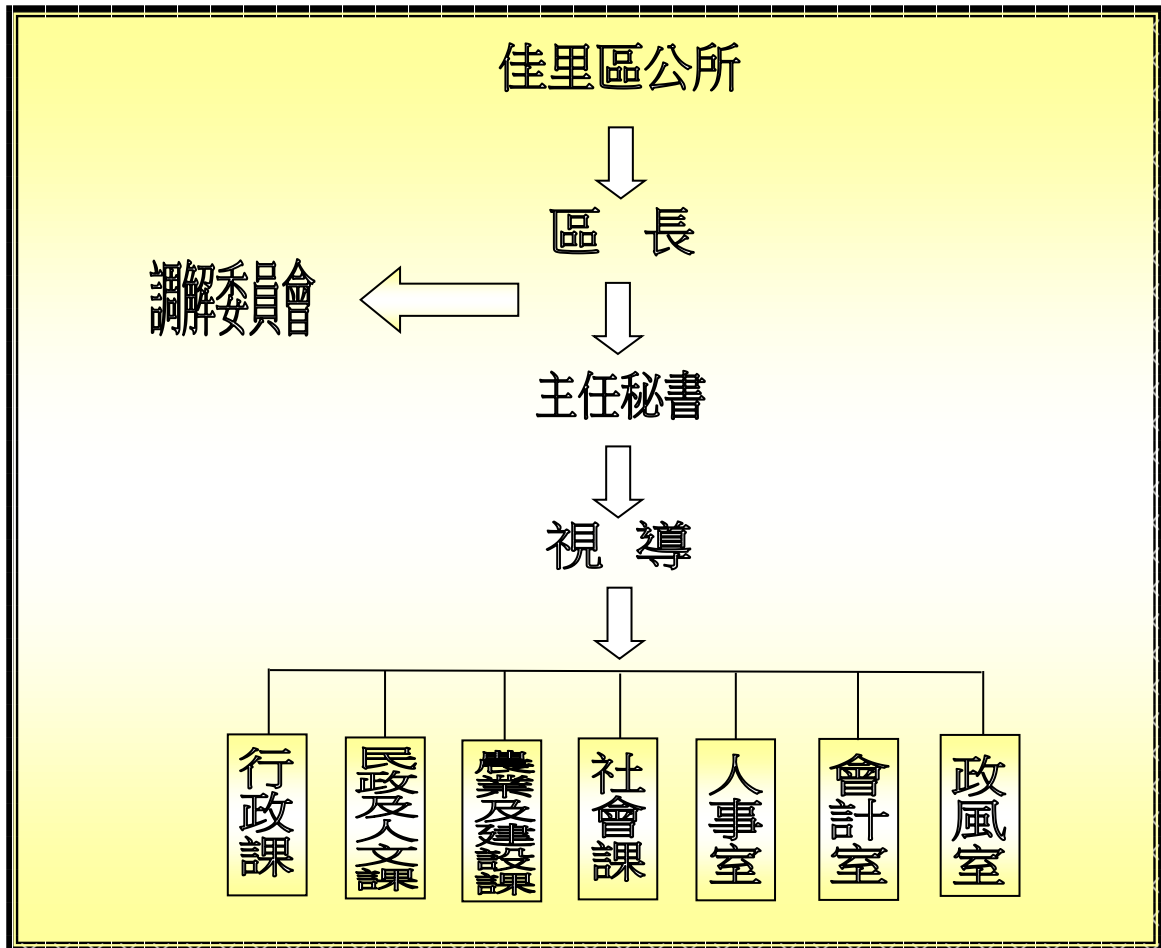 佳里區公所
區 長
調解委員會
主任秘書
視 導
行政課
民政及人文課
農業及建設課
社會課
人事室
會計室
政風室